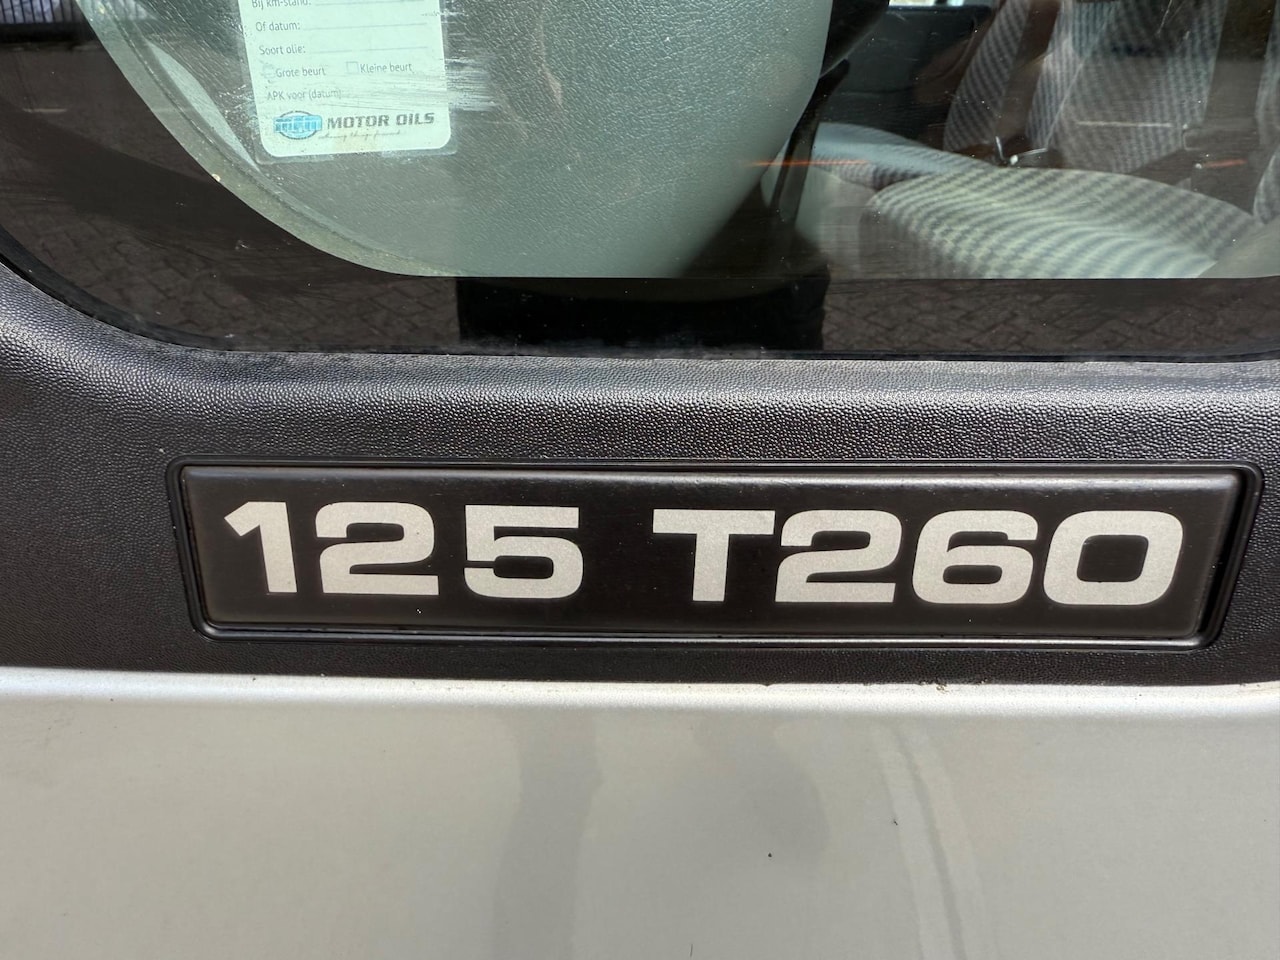 Bij km-stand:
Of datum:
Soort olie:
Grote beurt Kleine beurt
APK voor (datum)
MOTOR OILS
125 T260